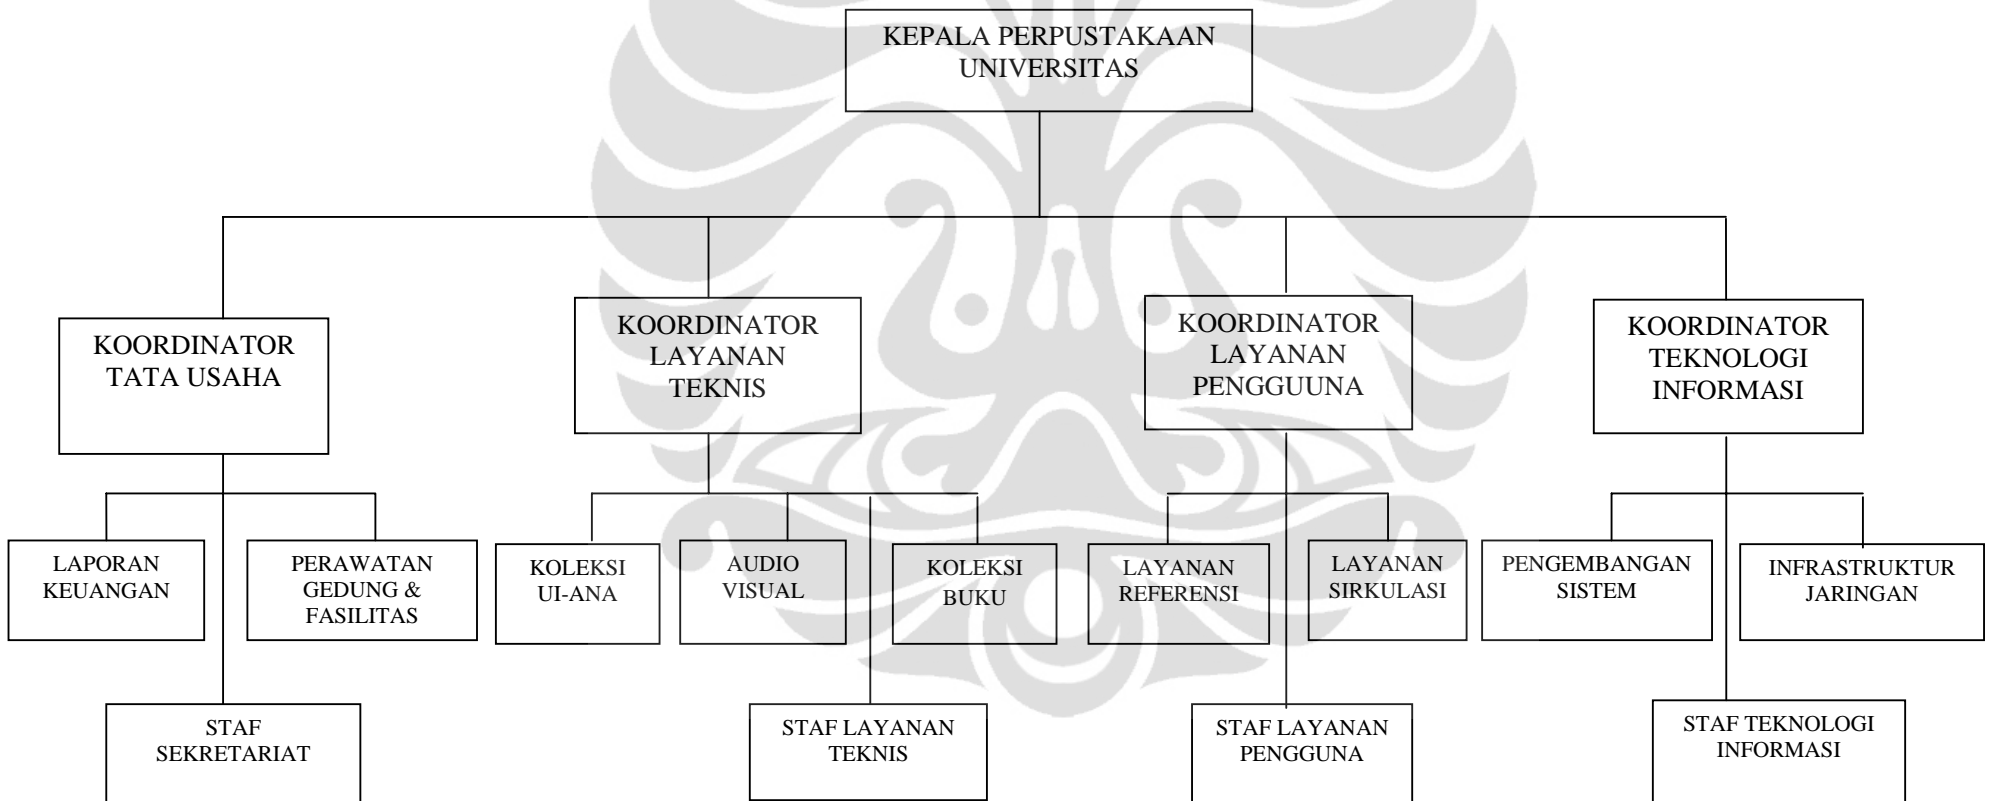 KEPALA PERPUSTAKAAN
UNIVERSITAS
KOORDINATOR
TATA USAHA
KOORDINATOR
LAYANAN
TEKNIS
KOORDINATOR
LAYANAN
PENGGUUNA
KOORDINATOR
TEKNOLOGI
INFORMASI
LAPORAN
KEUANGAN
PERAWATAN
GEDUNG &
FASILITAS
KOLEKSI
UI-ANA
AUDIO
VISUAL
KOLEKSI
BUKU
LAYANAN
REFERENSI
LAYANAN
SIRKULASI
PENGEMBANGAN
SISTEM
INFRASTRUKTUR
JARINGAN
STAF
SEKRETARIAT
STAF LAYANAN
TEKNIS
STAF LAYANAN
PENGGUNA
STAF TEKNOLOGI
INFORMASI